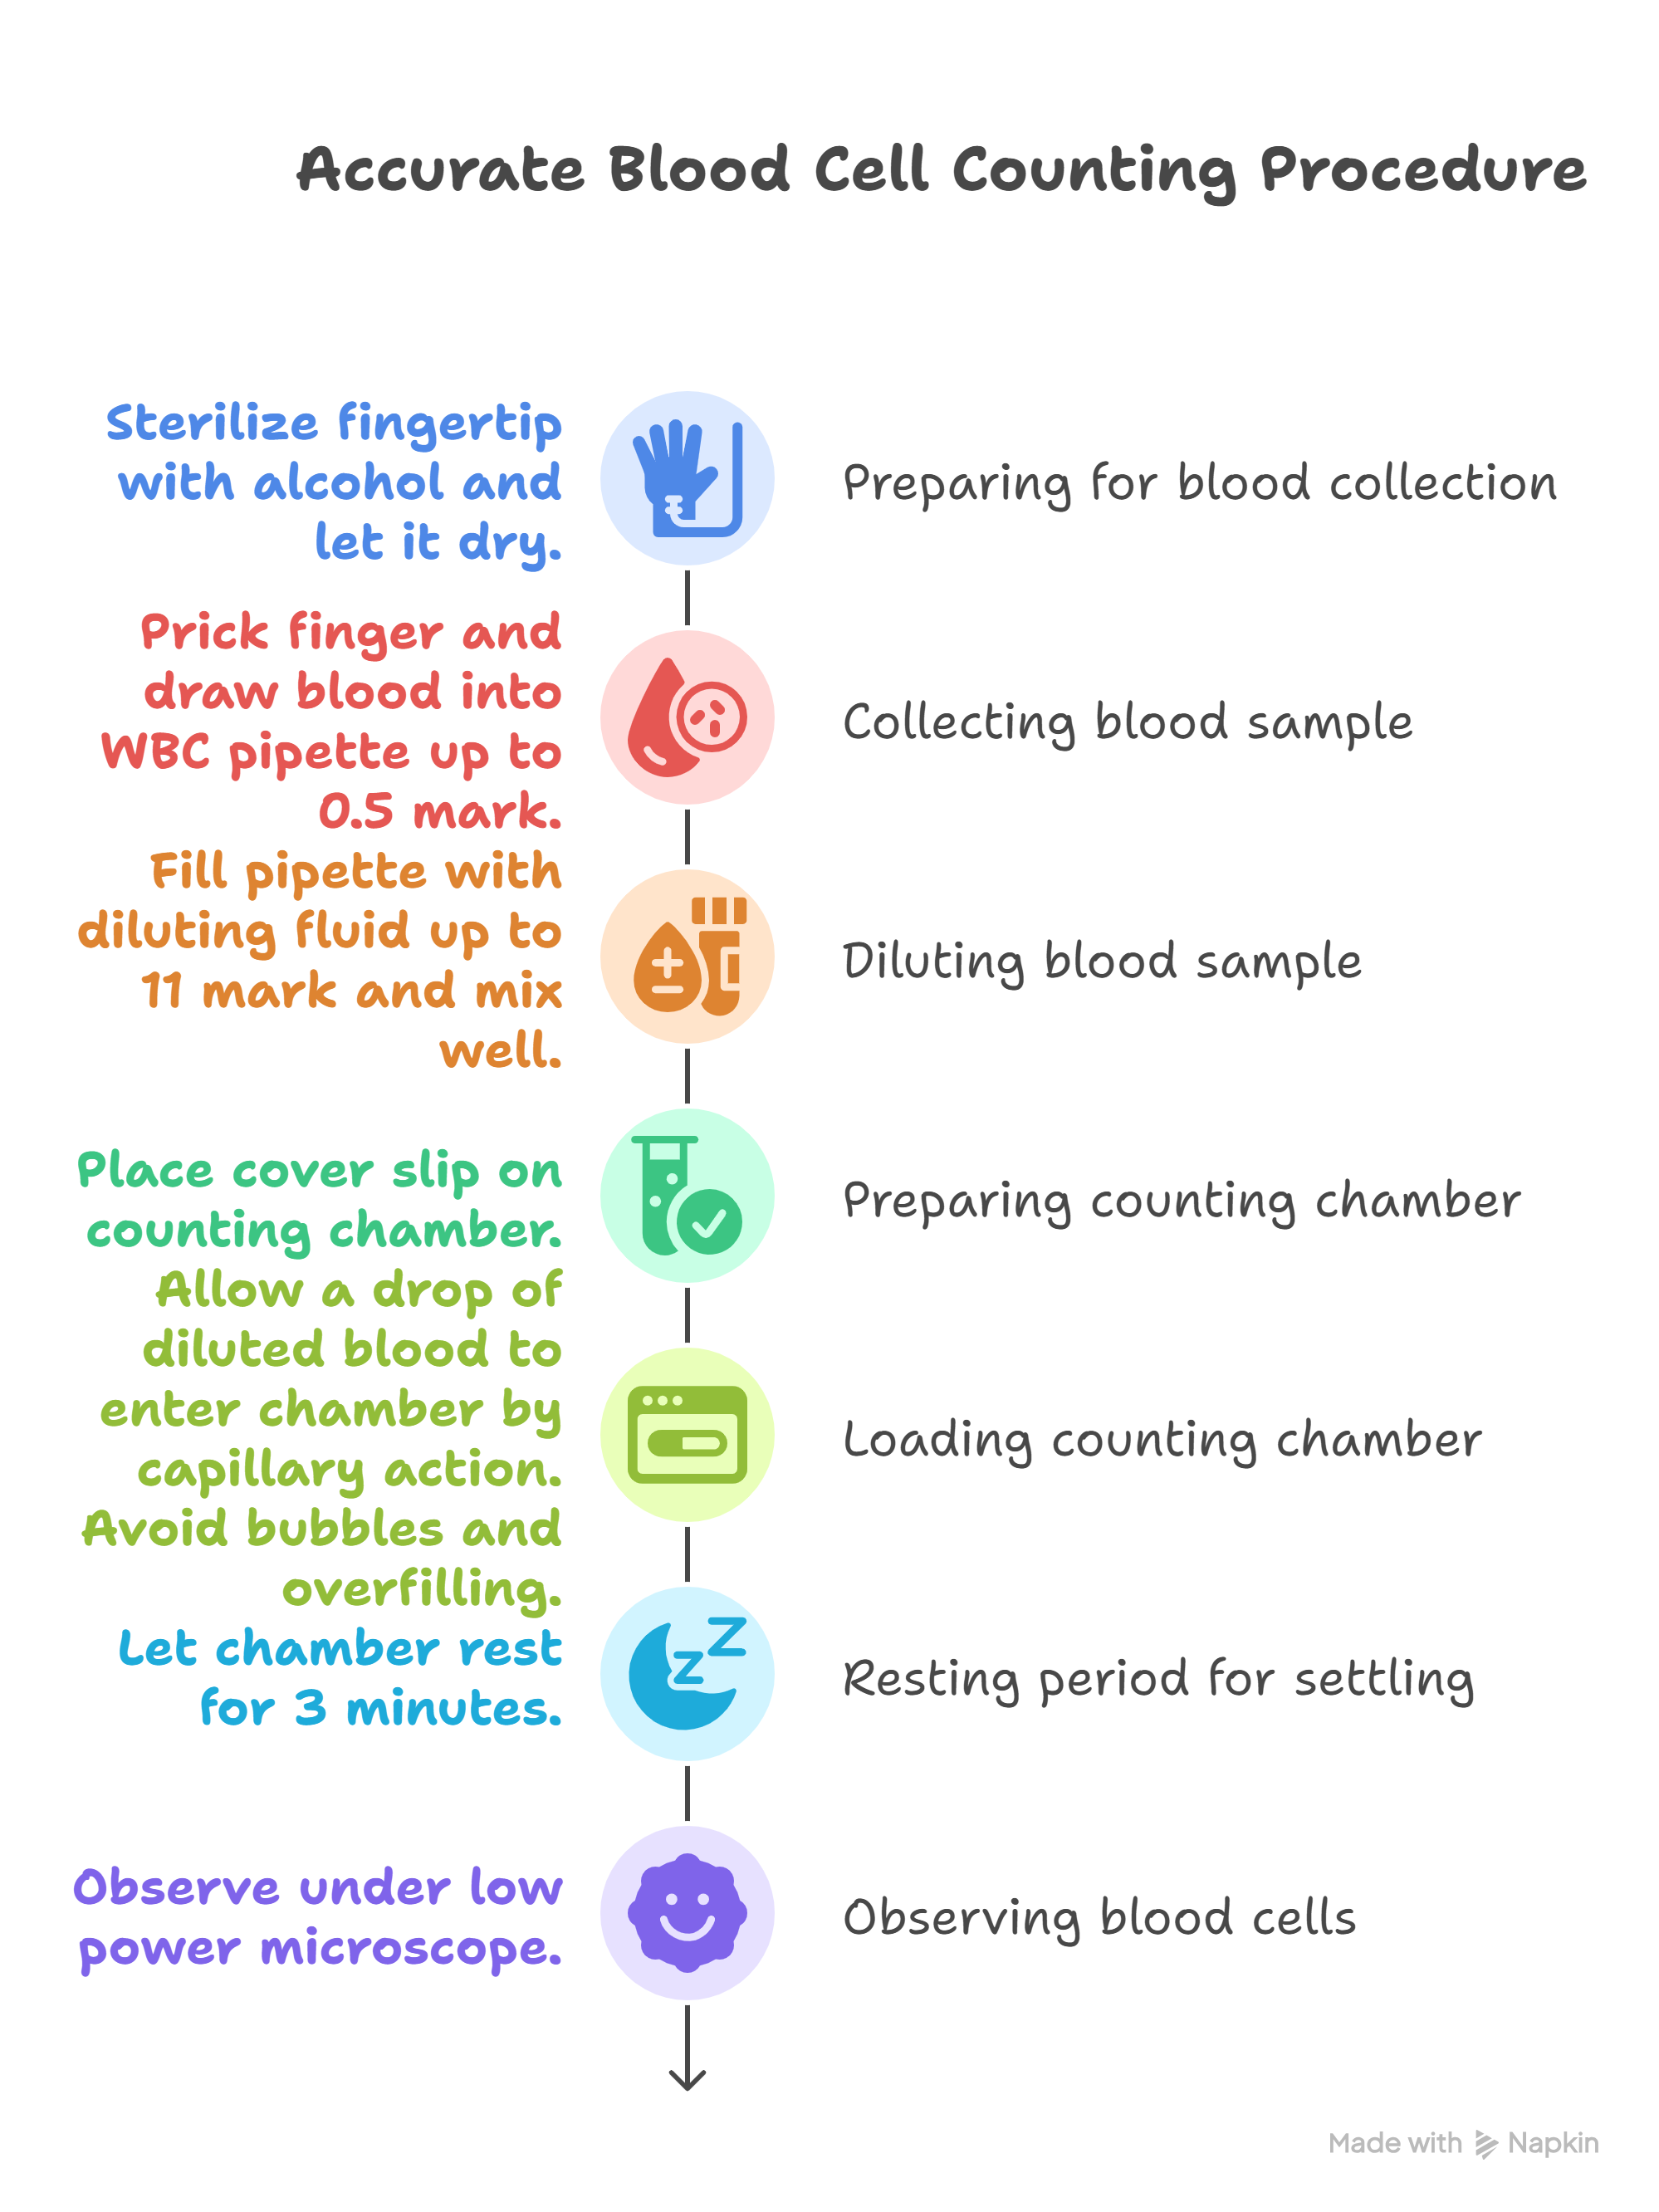 Accurate Blood Cell Counting Procedure
Sterilize fingertip
with alcohol and
let it dry.
Preparing for blood collection
Prick finger and
draw blood into
WBC pipette up to
0.5 mark.
Collecting blood sample
Fill pipette with
diluting fluid up to
11 mark and mix
well.
Diluting blood sample
Place cover slip on
counting chamber.
Preparing counting chamber
Allow a drop of
diluted blood to
enter chamber by
capillary action.
Avoid bubbles and
overfilling.
Loading counting chamber
Let chamber rest
for 3 minutes.
Resting period for settling
Observe under low
power microscope.
Observing blood cells
Made with Napkin